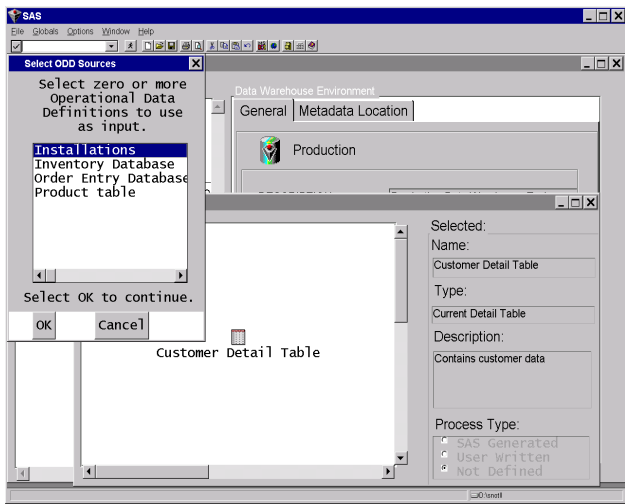 SAS
File Globals Options Window Help
Select ODD Sources
Select zero or more
Operational Data
Definitions to use
as input.
Installations
Inventory Database
Order Entry Database
Product table
Select OK to continue.
OK Cancel
Data Warehouse Environment
General Metadata Location
Production
Customer Detail Table
Selected:
Name:
Customer Detail Table
Type:
Current Detail Table
Description:
Contains customer data
Process Type:
SAS Generated
User Written
Not Defined